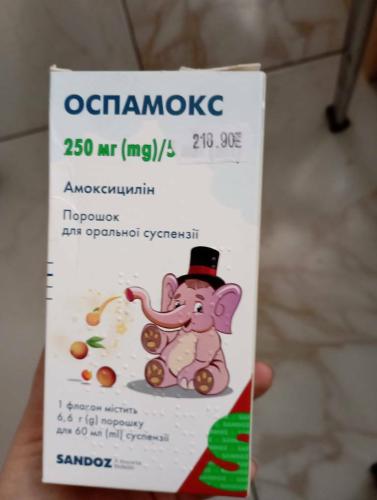 ОСПАМОКС
250 мг (mg)/5
210.90
Амоксицилін
Порошок
для оральної суспензії
1 флакон містить
6,6 г (g) порошку
для 60 мл (ml) суспензії
SANDOZ
S